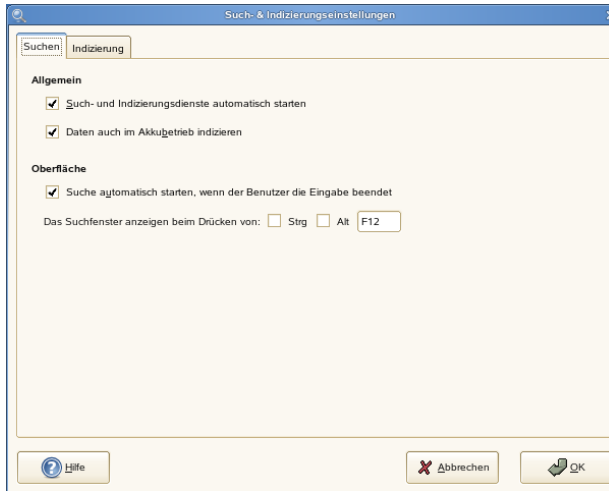 Such- & Indizierungseinstellungen
Suchen Indizierung
Allgemein
Such- und Indizierungsdienste automatisch starten
Daten auch im Akkubetrieb indizieren
Oberfläche
Suche automatisch starten, wenn der Benutzer die Eingabe beendet
Das Suchfenster anzeigen beim Drücken von: Strg Alt F12
Hilfe Abbrechen OK